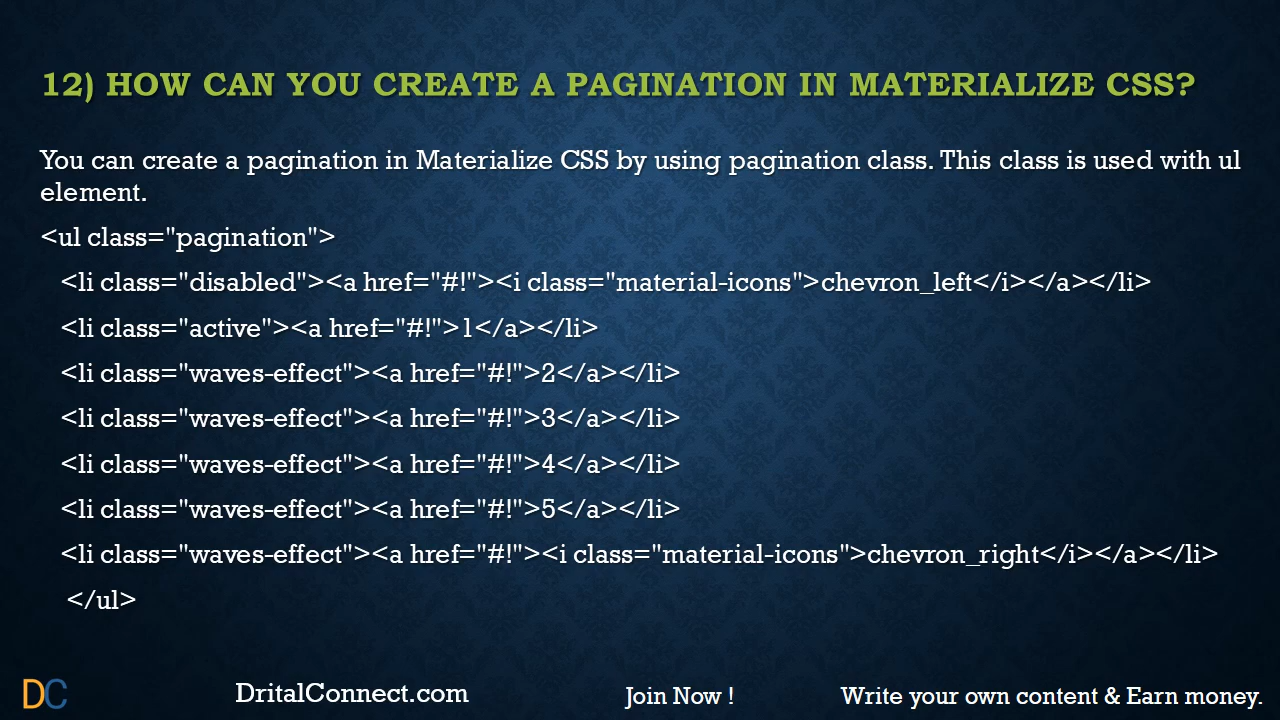 12) HOW CAN YOU CREATE A PAGINATION IN MATERIALIZE CSS?
You can create a pagination in Materialize CSS by using pagination class. This class is used with ul
element.
<ul class="pagination">
<li class="disabled"><a href="#!"><i class="material-icons">chevron_left</i></a></li>
<li class="active"><a href="#!">1</a></li>
<li class="waves-effect"><a href="#!">2</a></li>
<li class="waves-effect"><a href="#!">3</a></li>
<li class="waves-effect"><a href="#!">4</a></li>
<li class="waves-effect"><a href="#!">5</a></li>
<li class="waves-effect"><a href="#!"><i class="material-icons">chevron_right</i></a></li>
</ul>
DC
DritalConnect.com
Join Now !
Write your own content & Earn money.